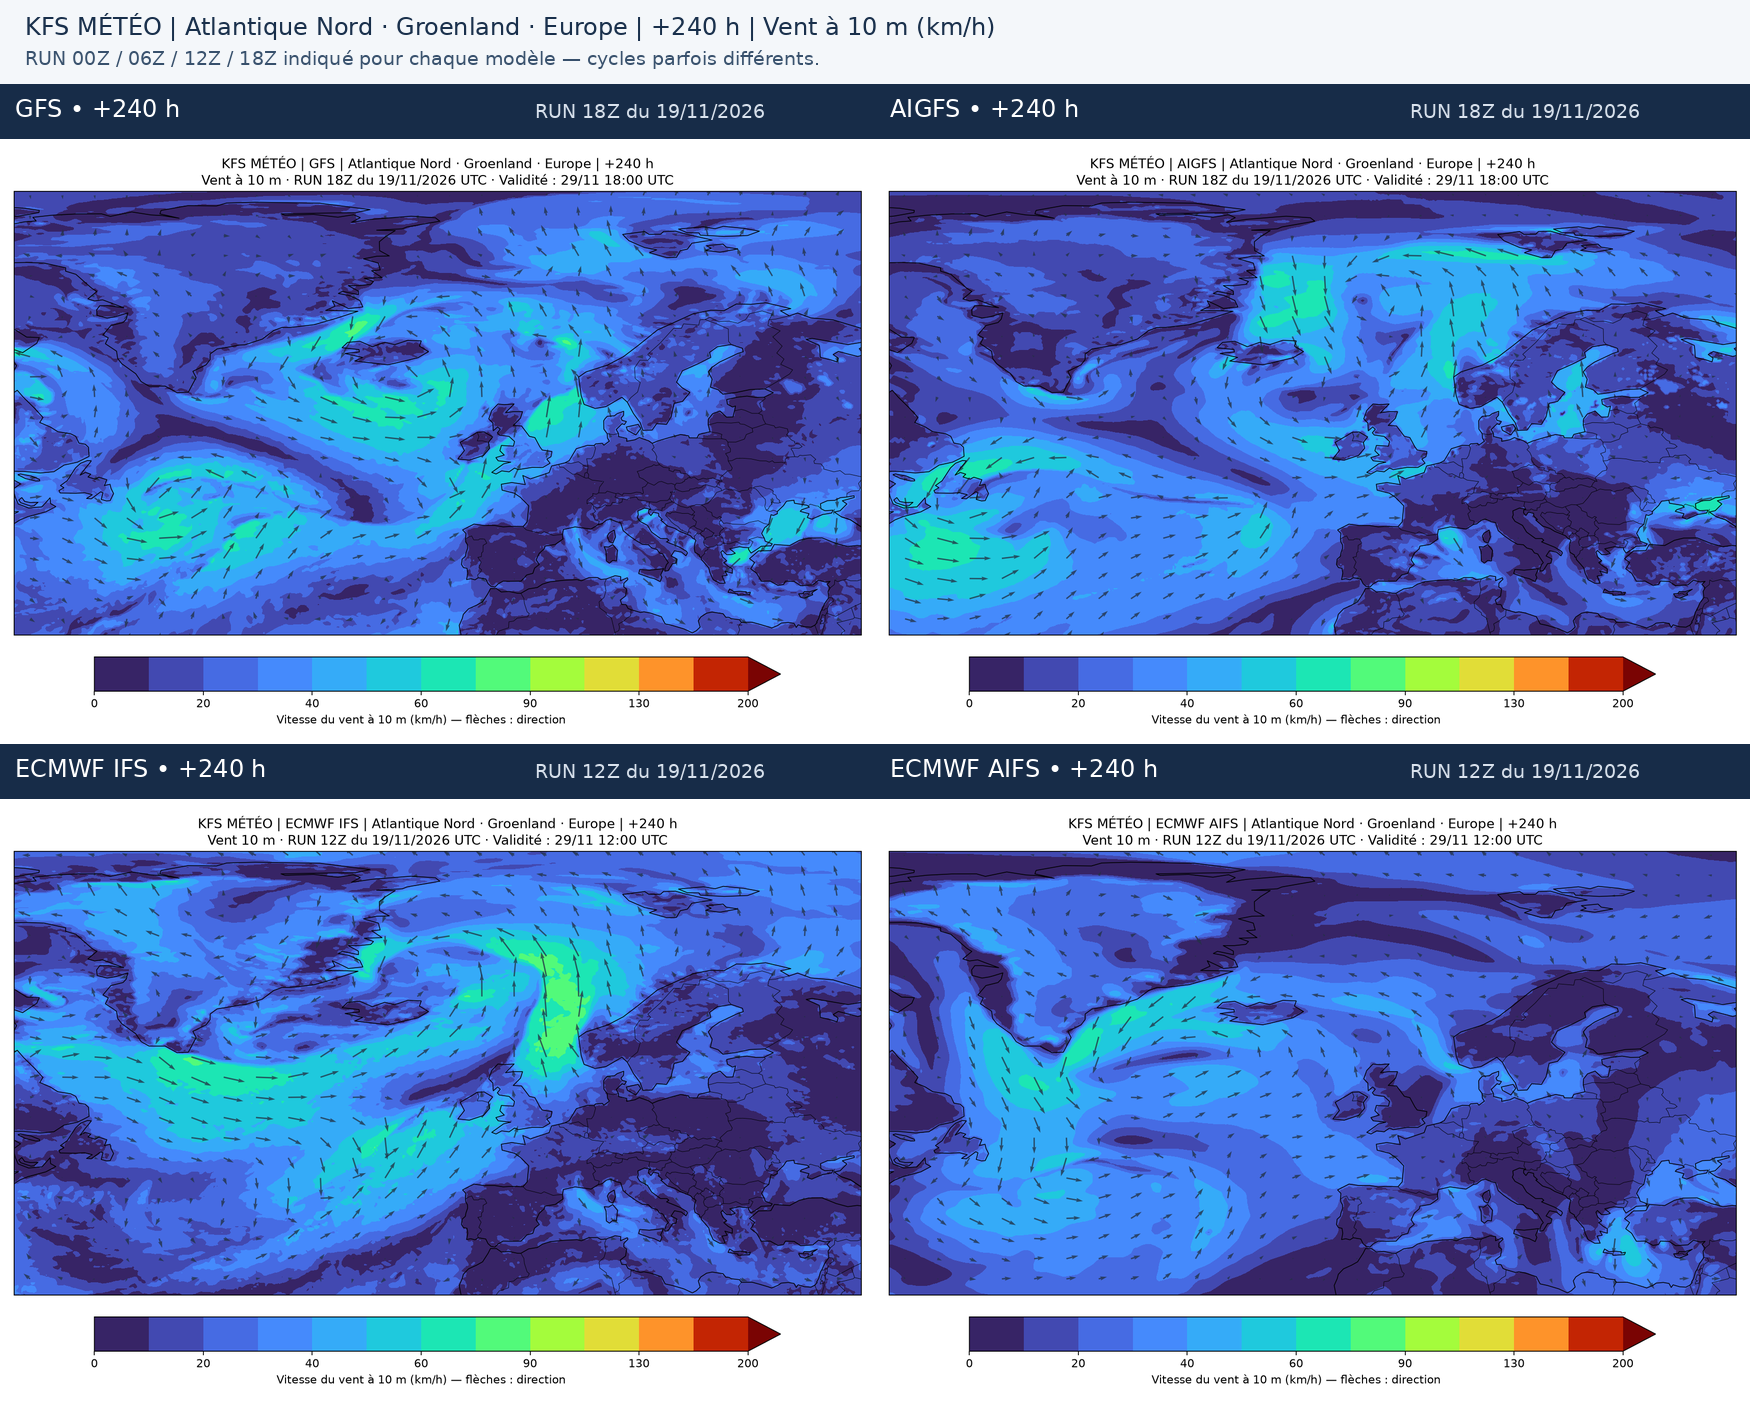 KFS MÉTÉO | Atlantique Nord · Groenland · Europe | +240 h | Vent à 10 m (km/h)
RUN 00Z / 06Z / 12Z / 18Z indiqué pour chaque modèle — cycles parfois différents.
GFS • +240 h
RUN 18Z du 19/11/2026
KFS MÉTÉO | GFS | Atlantique Nord · Groenland · Europe | +240 h
Vent à 10 m · RUN 18Z du 19/11/2026 UTC · Validité : 29/11 18:00 UTC
0 20 40 60 90 130 200
Vitesse du vent à 10 m (km/h) — flèches : direction
AIGFS • +240 h
RUN 18Z du 19/11/2026
KFS MÉTÉO | AIGFS | Atlantique Nord · Groenland · Europe | +240 h
Vent à 10 m · RUN 18Z du 19/11/2026 UTC · Validité : 29/11 18:00 UTC
0 20 40 60 90 130 200
Vitesse du vent à 10 m (km/h) — flèches : direction
ECMWF IFS • +240 h
RUN 12Z du 19/11/2026
KFS MÉTÉO | ECMWF IFS | Atlantique Nord · Groenland · Europe | +240 h
Vent 10 m · RUN 12Z du 19/11/2026 UTC · Validité : 29/11 12:00 UTC
0 20 40 60 90 130 200
Vitesse du vent à 10 m (km/h) — flèches : direction
ECMWF AIFS • +240 h
RUN 12Z du 19/11/2026
KFS MÉTÉO | ECMWF AIFS | Atlantique Nord · Groenland · Europe | +240 h
Vent 10 m · RUN 12Z du 19/11/2026 UTC · Validité : 29/11 12:00 UTC
0 20 40 60 90 130 200
Vitesse du vent à 10 m (km/h) — flèches : direction